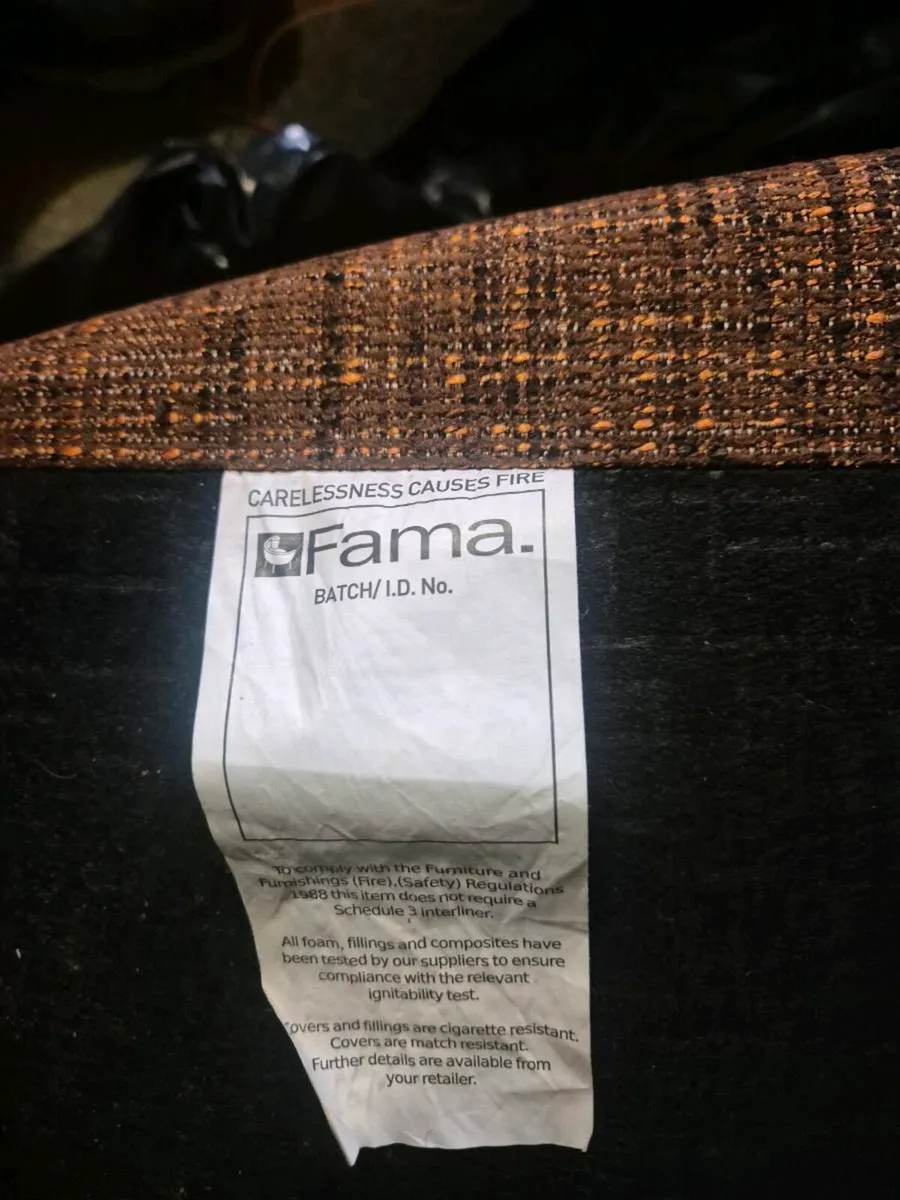 CARELESSNESS CAUSES FIRE
Fama.
BATCH/ I.D. No.
To comply with the Furniture and
Furnishings (Fire),(Safety) Regulations
1988 this item does not require a
Schedule 3 interliner.
All foam, fillings and composites have
been tested by our suppliers to ensure
compliance with the relevant
ignitability test.
Covers and fillings are cigarette resistant.
Covers are match resistant.
Further details are available from
your retailer.